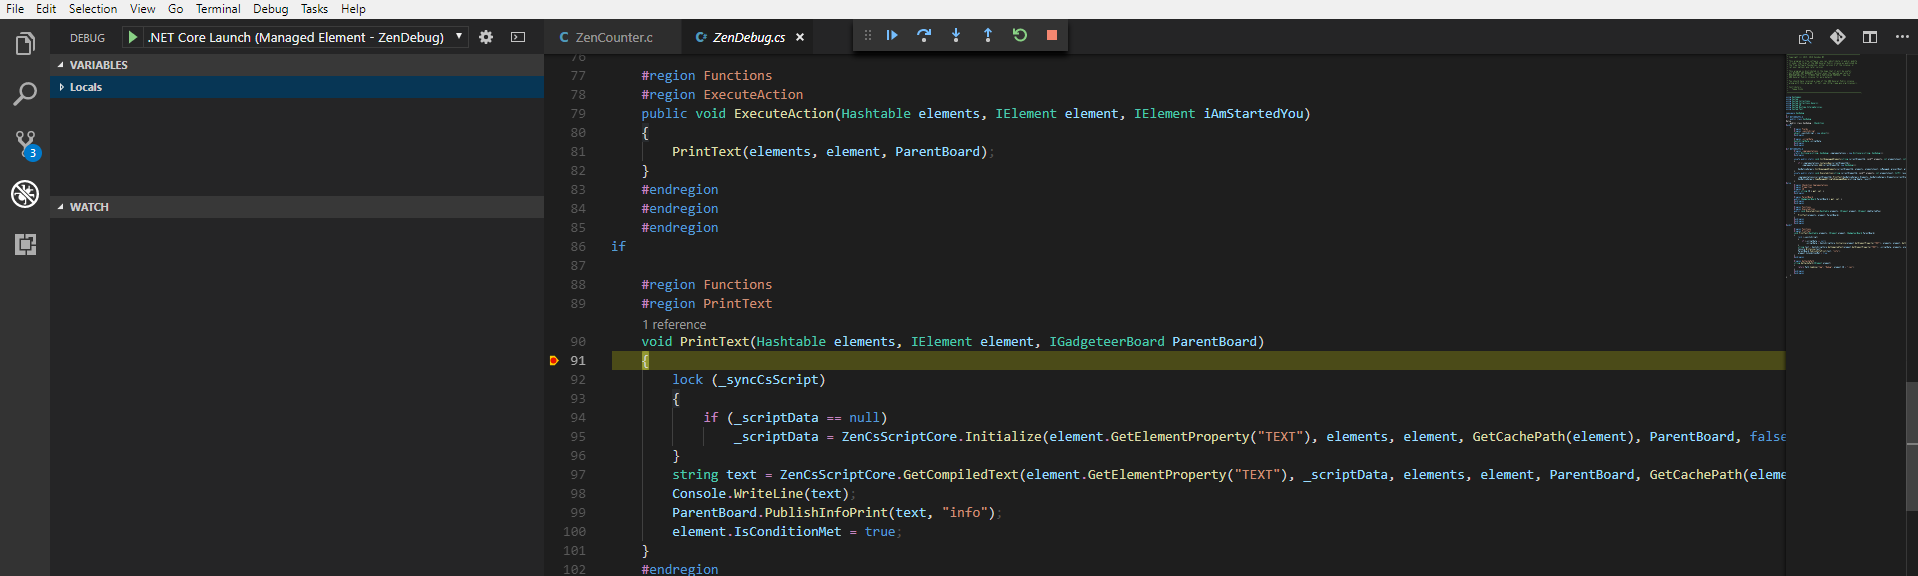 File Edit Selection View Go Terminal Debug Tasks Help
DEBUG .NET Core Launch (Managed Element - ZenDebug)
C ZenCounter.c
ZenDebug.cs
VARIABLES
Locals
3
WATCH
76
77 #region Functions
78 #region ExecuteAction
79 public void ExecuteAction(Hashtable elements, IElement element, IElement iAmStartedYou)
80 {
81 PrintText(elements, element, ParentBoard);
82 }
83 #endregion
84 #endregion
85 #endregion
86 if
87
88 #region Functions
89 #region PrintText
1 reference
90 void PrintText(Hashtable elements, IElement element, IGadgeteerBoard ParentBoard)
91 {
92 lock (_syncCsScript)
93 {
94 if (_scriptData == null)
95 _scriptData = ZenCsScriptCore.Initialize(element.GetElementProperty("TEXT"), elements, element, GetCachePath(element), ParentBoard, false
96 }
97 string text = ZenCsScriptCore.GetCompiledText(element.GetElementProperty("TEXT"), _scriptData, elements, element, ParentBoard, GetCachePath(eleme
98 Console.WriteLine(text);
99 ParentBoard.PublishInfoPrint(text, "info");
100 element.IsConditionMet = true;
101 }
102 #endregion